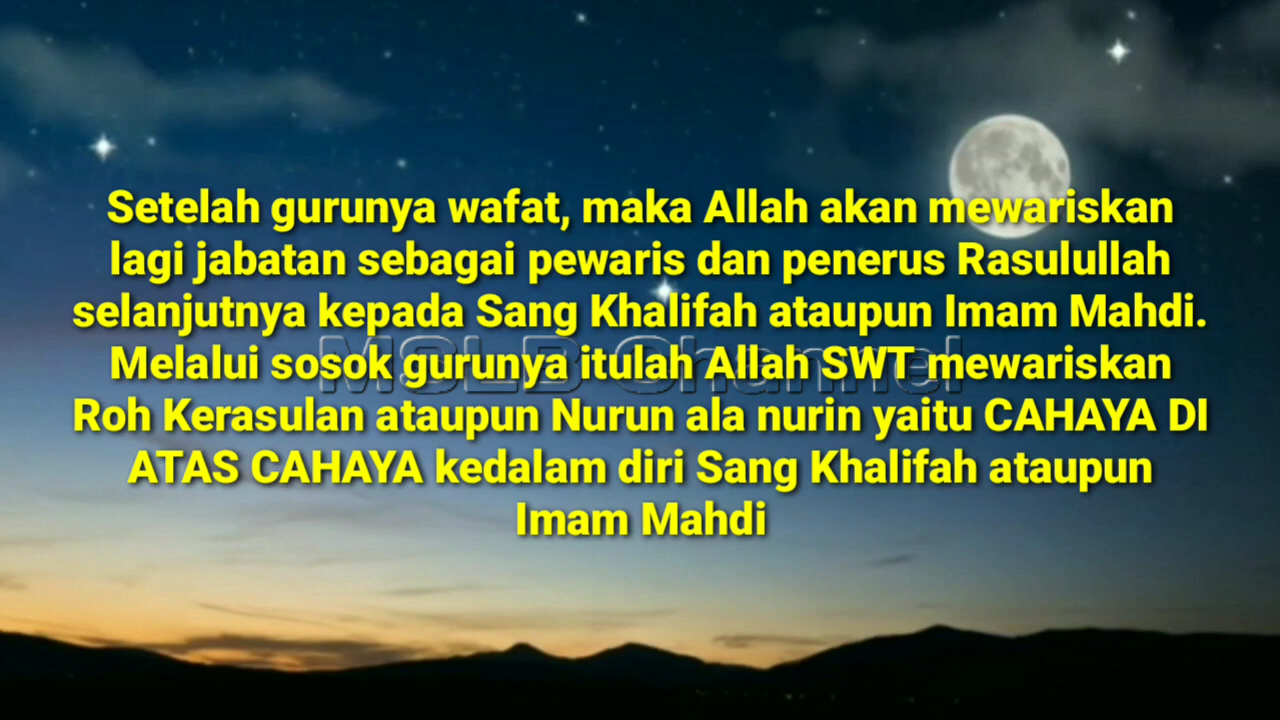 Setelah gurunya wafat, maka Allah akan mewariskan
lagi jabatan sebagai pewaris dan penerus Rasulullah
selanjutnya kepada Sang Khalifah ataupun Imam Mahdi.
Melalui sosok gurunya itulah Allah SWT mewariskan
Roh Kerasulan ataupun Nurun ala nurin yaitu CAHAYA DI
ATAS CAHAYA kedalam diri Sang Khalifah ataupun
Imam Mahdi
MSLB Channel